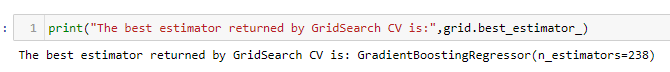 : 1 print("The best estimator returned by GridSearch CV is:",grid.best_estimator_)
The best estimator returned by GridSearch CV is: GradientBoostingRegressor(n_estimators=238)